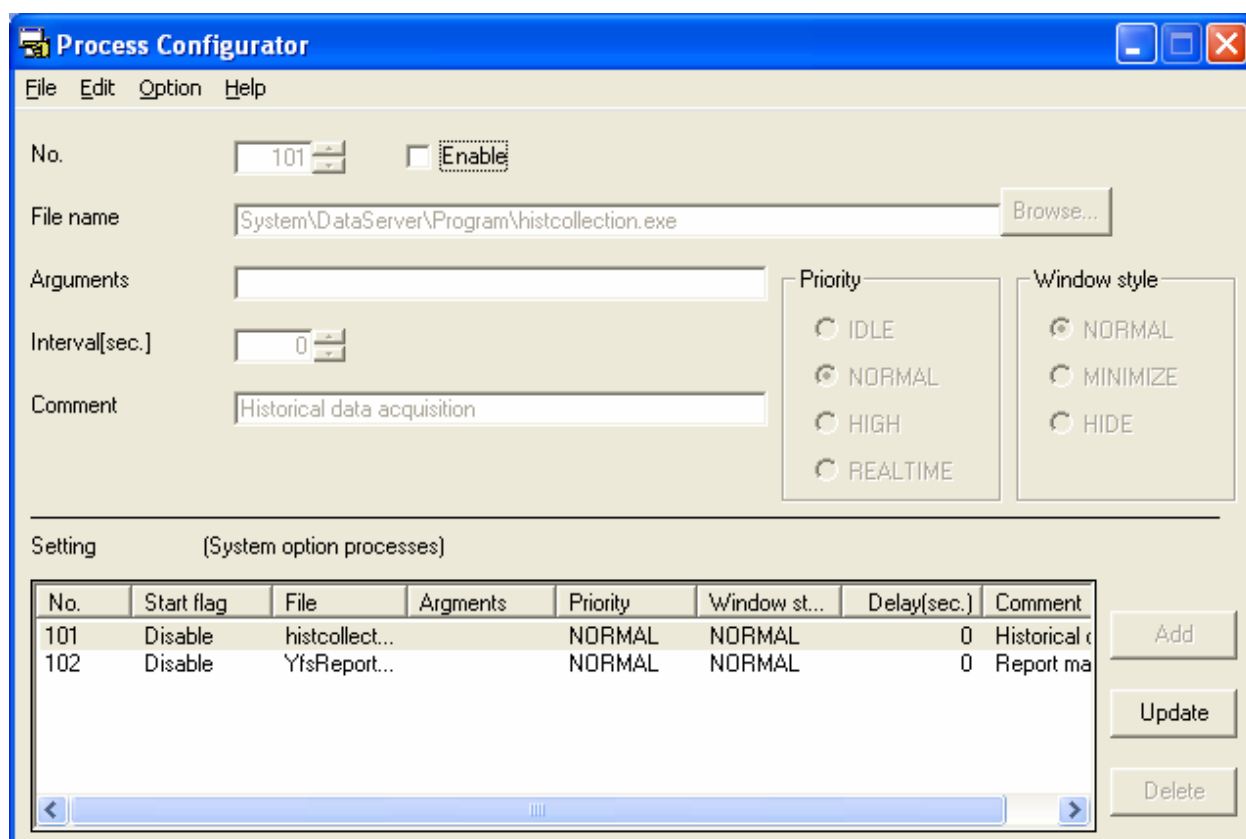 Process Configurator
File Edit Option Help
No. 101 Enable
File name System\DataServer\Program\histcollection.exe Browse...
Arguments Priority Window style
IDLE NORMAL
Interval[sec.] 0
NORMAL MINIMIZE
Comment Historical data acquisition
HIGH HIDE
REALTIME
Setting (System option processes)
No. Start flag File Argments Priority Window st... Delay(sec.) Comment
101 Disable histcollect... NORMAL NORMAL 0 Historical
102 Disable YfsReport... NORMAL NORMAL 0 Report ma
Add
Update
Delete